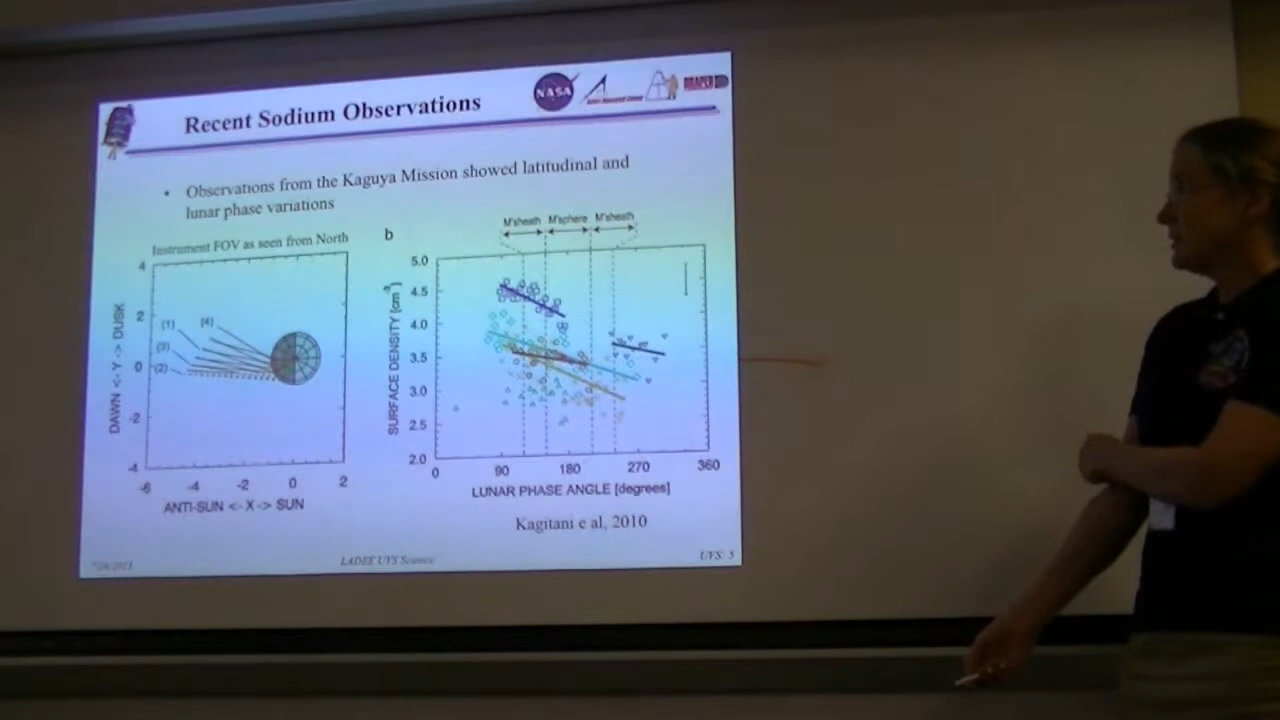 Recent Sodium Observations
NASA
DRAPER
• Observations from the Kaguya Mission showed latitudinal and
lunar phase variations
Instrument FOV as seen from North
4
2
0
-2
-4
DAWN <- Y -> DUSK
(1)
(4)
(3)
(2)
-6 -4 -2 0 2
ANTI-SUN <- X -> SUN
b
M'sheath M'sphere M'sheath
5.0
4.5
4.0
3.5
3.0
2.5
2.0
SURFACE DENSITY [cm-3]
0 90 180 270 360
LUNAR PHASE ANGLE [degrees]
Kagitani e al, 2010
LADEE UVS Science
UVS: 5